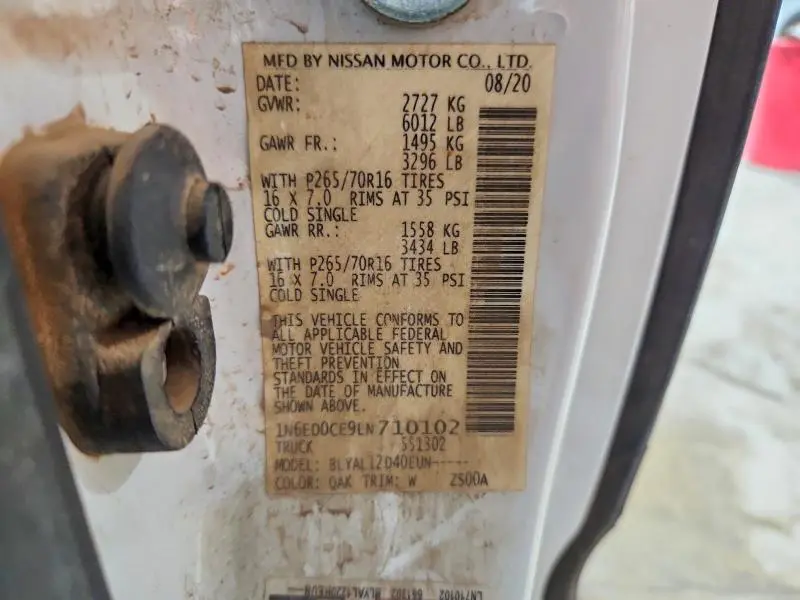 MFD BY NISSAN MOTOR CO., LTD.
DATE: 08/20
GVWR: 2727 KG
6012 LB
GAWR FR.: 1495 KG
3296 LB
WITH P265/70R16 TIRES
16 X 7.0 RIMS AT 35 PSI
COLD SINGLE
GAWR RR.: 1558 KG
3434 LB
WITH P265/70R16 TIRES
16 X 7.0 RIMS AT 35 PSI
COLD SINGLE
THIS VEHICLE CONFORMS TO
ALL APPLICABLE FEDERAL
MOTOR VEHICLE SAFETY AND
THEFT PREVENTION
STANDARDS IN EFFECT ON
THE DATE OF MANUFACTURE
SHOWN ABOVE.
1N6ED0CE9LN710102
TRUCK 551302
MODEL: BLYAL12D40EUN-----
COLOR: QAK TRIM: W ZS00A
LN710102
551302